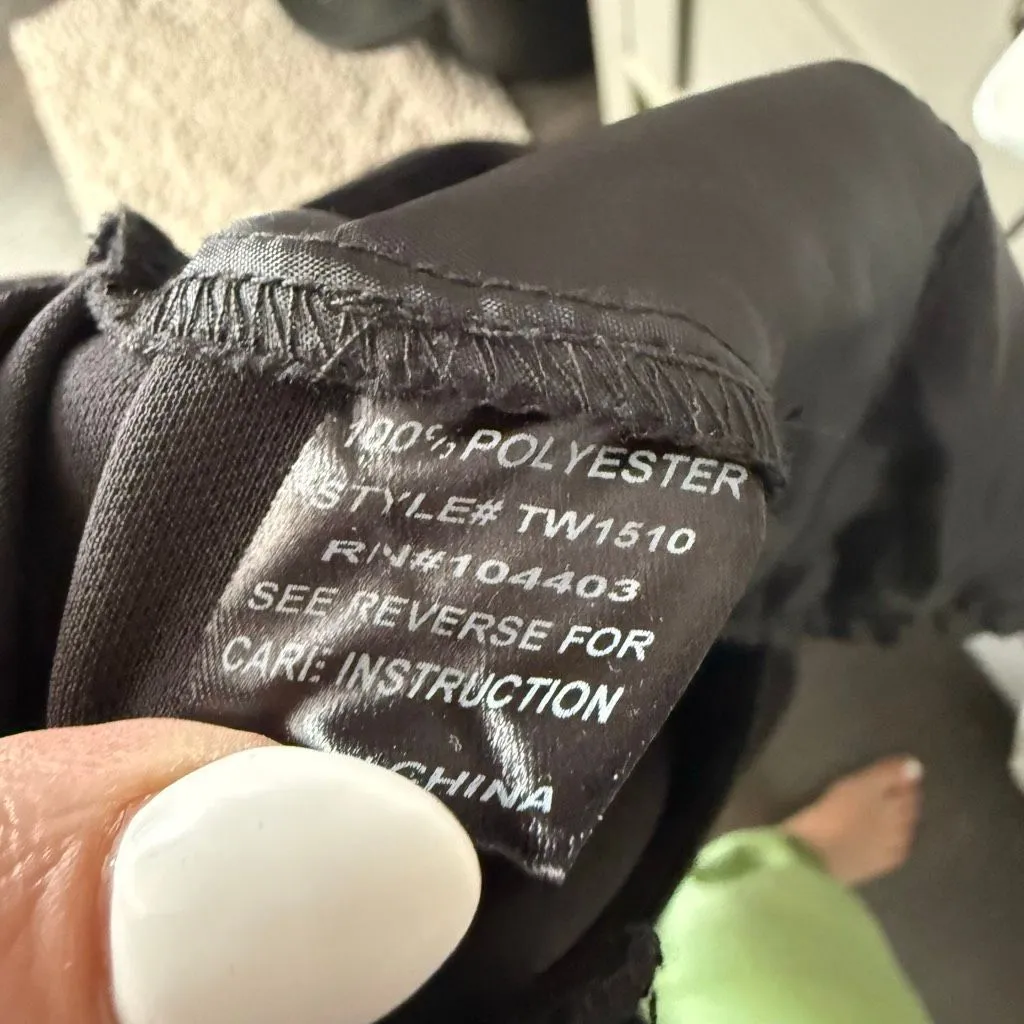 100% POLYESTER
STYLE# TW1510
RN#104403
SEE REVERSE FOR
CARE INSTRUCTION
CHINA